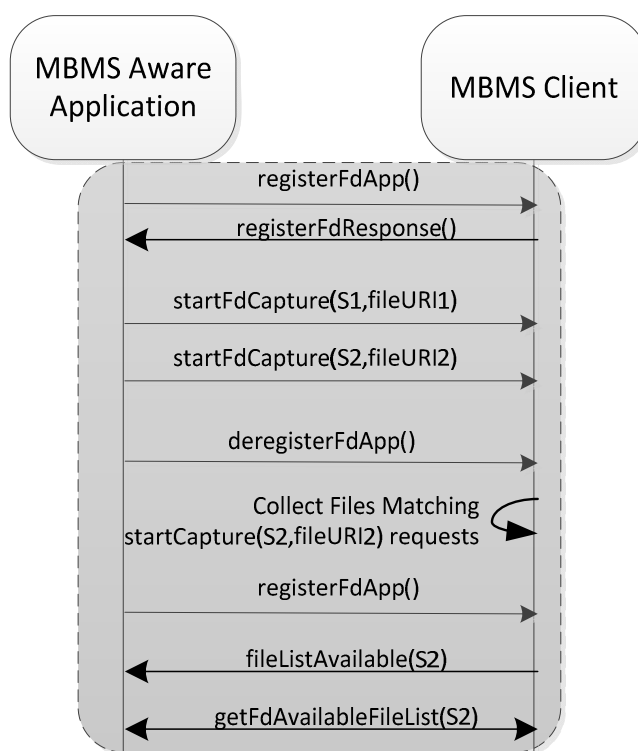 MBMS Aware
Application
MBMS Client
registerFdApp()
registerFdResponse()
startFdCapture(S1,fileURI1)
startFdCapture(S2,fileURI2)
deregisterFdApp()
Collect Files Matching
startCapture(S2,fileURI2) requests
registerFdApp()
fileListAvailable(S2)
getFdAvailableFileList(S2)